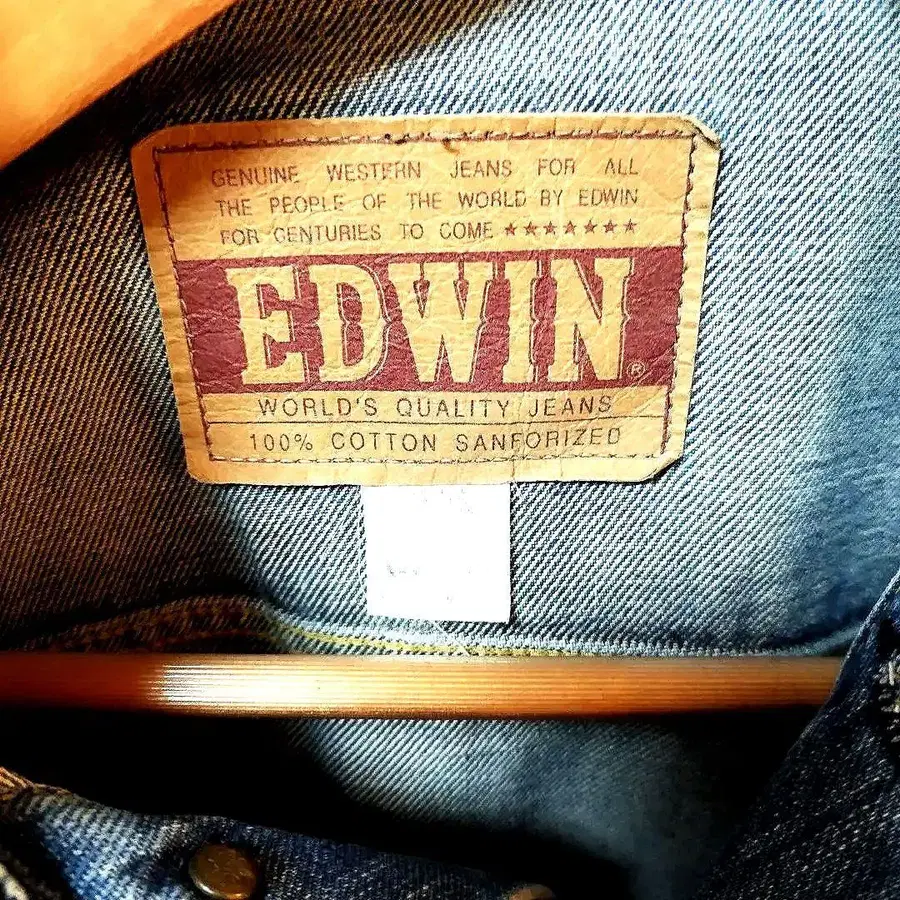 GENUINE WESTERN JEANS FOR ALL
THE PEOPLE OF THE WORLD BY EDWIN
FOR CENTURIES TO COME ★★★★★★★
EDWIN®
WORLD'S QUALITY JEANS
100% COTTON SANFORIZED